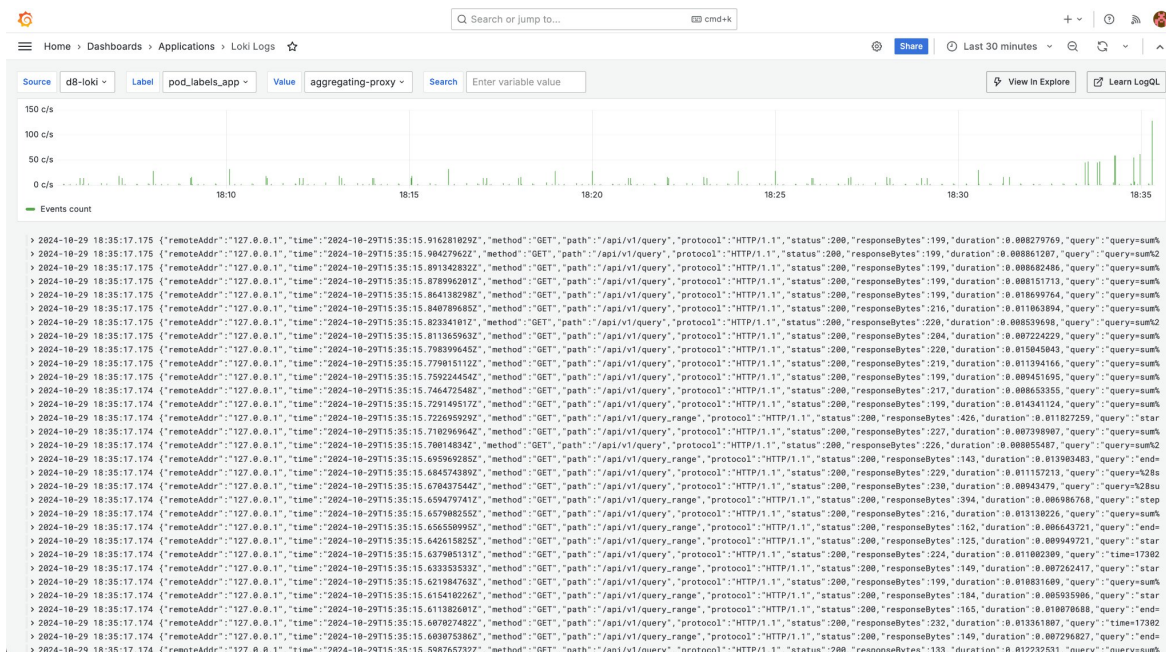 Search or jump to...
cmd+k
Home › Dashboards › Applications › Loki Logs
Share
Last 30 minutes
Source d8-loki Label pod_labels_app Value aggregating-proxy Search Enter variable value
View In Explore
Learn LogQL
150 c/s
100 c/s
50 c/s
0 c/s
18:10 18:15 18:20 18:25 18:30 18:35
Events count
> 2024-10-29 18:35:17.175 {"remoteAddr":"127.0.0.1","time":"2024-10-29T15:35:15.916281029Z","method":"GET","path":"/api/v1/query","protocol":"HTTP/1.1","status":200,"responseBytes":199,"duration":0.008279769,"query":"query=sum%
> 2024-10-29 18:35:17.175 {"remoteAddr":"127.0.0.1","time":"2024-10-29T15:35:15.90427962Z","method":"GET","path":"/api/v1/query","protocol":"HTTP/1.1","status":200,"responseBytes":199,"duration":0.008861207,"query":"query=sum%2
> 2024-10-29 18:35:17.175 {"remoteAddr":"127.0.0.1","time":"2024-10-29T15:35:15.891342832Z","method":"GET","path":"/api/v1/query","protocol":"HTTP/1.1","status":200,"responseBytes":199,"duration":0.008682486,"query":"query=sum%
> 2024-10-29 18:35:17.175 {"remoteAddr":"127.0.0.1","time":"2024-10-29T15:35:15.878996201Z","method":"GET","path":"/api/v1/query","protocol":"HTTP/1.1","status":200,"responseBytes":199,"duration":0.008151713,"query":"query=sum%
> 2024-10-29 18:35:17.175 {"remoteAddr":"127.0.0.1","time":"2024-10-29T15:35:15.864138298Z","method":"GET","path":"/api/v1/query","protocol":"HTTP/1.1","status":200,"responseBytes":199,"duration":0.018699764,"query":"query=sum%
> 2024-10-29 18:35:17.175 {"remoteAddr":"127.0.0.1","time":"2024-10-29T15:35:15.840789685Z","method":"GET","path":"/api/v1/query","protocol":"HTTP/1.1","status":200,"responseBytes":216,"duration":0.011063894,"query":"query=sum%
> 2024-10-29 18:35:17.175 {"remoteAddr":"127.0.0.1","time":"2024-10-29T15:35:15.82334101Z","method":"GET","path":"/api/v1/query","protocol":"HTTP/1.1","status":200,"responseBytes":220,"duration":0.008539698,"query":"query=sum%2
> 2024-10-29 18:35:17.175 {"remoteAddr":"127.0.0.1","time":"2024-10-29T15:35:15.811365963Z","method":"GET","path":"/api/v1/query","protocol":"HTTP/1.1","status":200,"responseBytes":204,"duration":0.007224229,"query":"query=sum%
> 2024-10-29 18:35:17.175 {"remoteAddr":"127.0.0.1","time":"2024-10-29T15:35:15.798399645Z","method":"GET","path":"/api/v1/query","protocol":"HTTP/1.1","status":200,"responseBytes":220,"duration":0.015045043,"query":"query=sum%
> 2024-10-29 18:35:17.175 {"remoteAddr":"127.0.0.1","time":"2024-10-29T15:35:15.779015112Z","method":"GET","path":"/api/v1/query","protocol":"HTTP/1.1","status":200,"responseBytes":219,"duration":0.011394166,"query":"query=sum%
> 2024-10-29 18:35:17.175 {"remoteAddr":"127.0.0.1","time":"2024-10-29T15:35:15.759224454Z","method":"GET","path":"/api/v1/query","protocol":"HTTP/1.1","status":200,"responseBytes":199,"duration":0.009451695,"query":"query=sum%
> 2024-10-29 18:35:17.175 {"remoteAddr":"127.0.0.1","time":"2024-10-29T15:35:15.746472548Z","method":"GET","path":"/api/v1/query","protocol":"HTTP/1.1","status":200,"responseBytes":217,"duration":0.008653355,"query":"query=sum%
> 2024-10-29 18:35:17.175 {"remoteAddr":"127.0.0.1","time":"2024-10-29T15:35:15.729149517Z","method":"GET","path":"/api/v1/query","protocol":"HTTP/1.1","status":200,"responseBytes":199,"duration":0.014341124,"query":"query=sum%
> 2024-10-29 18:35:17.174 {"remoteAddr":"127.0.0.1","time":"2024-10-29T15:35:15.722695929Z","method":"GET","path":"/api/v1/query_range","protocol":"HTTP/1.1","status":200,"responseBytes":426,"duration":0.011827259,"query":"star
> 2024-10-29 18:35:17.174 {"remoteAddr":"127.0.0.1","time":"2024-10-29T15:35:15.710296964Z","method":"GET","path":"/api/v1/query","protocol":"HTTP/1.1","status":200,"responseBytes":227,"duration":0.007398907,"query":"query=sum%
> 2024-10-29 18:35:17.174 {"remoteAddr":"127.0.0.1","time":"2024-10-29T15:35:15.70014834Z","method":"GET","path":"/api/v1/query","protocol":"HTTP/1.1","status":200,"responseBytes":226,"duration":0.008055487,"query":"query=sum%2
> 2024-10-29 18:35:17.174 {"remoteAddr":"127.0.0.1","time":"2024-10-29T15:35:15.695969285Z","method":"GET","path":"/api/v1/query_range","protocol":"HTTP/1.1","status":200,"responseBytes":143,"duration":0.013903483,"query":"end=
> 2024-10-29 18:35:17.174 {"remoteAddr":"127.0.0.1","time":"2024-10-29T15:35:15.684574389Z","method":"GET","path":"/api/v1/query","protocol":"HTTP/1.1","status":200,"responseBytes":229,"duration":0.011157213,"query":"query=%28s
> 2024-10-29 18:35:17.174 {"remoteAddr":"127.0.0.1","time":"2024-10-29T15:35:15.670437544Z","method":"GET","path":"/api/v1/query","protocol":"HTTP/1.1","status":200,"responseBytes":230,"duration":0.00943479,"query":"query=%28su
> 2024-10-29 18:35:17.174 {"remoteAddr":"127.0.0.1","time":"2024-10-29T15:35:15.659479741Z","method":"GET","path":"/api/v1/query_range","protocol":"HTTP/1.1","status":200,"responseBytes":394,"duration":0.006986768,"query":"step
> 2024-10-29 18:35:17.174 {"remoteAddr":"127.0.0.1","time":"2024-10-29T15:35:15.657908255Z","method":"GET","path":"/api/v1/query","protocol":"HTTP/1.1","status":200,"responseBytes":216,"duration":0.013130226,"query":"query=sum%
> 2024-10-29 18:35:17.174 {"remoteAddr":"127.0.0.1","time":"2024-10-29T15:35:15.656550995Z","method":"GET","path":"/api/v1/query_range","protocol":"HTTP/1.1","status":200,"responseBytes":162,"duration":0.006643721,"query":"end=
> 2024-10-29 18:35:17.174 {"remoteAddr":"127.0.0.1","time":"2024-10-29T15:35:15.642615825Z","method":"GET","path":"/api/v1/query_range","protocol":"HTTP/1.1","status":200,"responseBytes":125,"duration":0.009949721,"query":"star
> 2024-10-29 18:35:17.174 {"remoteAddr":"127.0.0.1","time":"2024-10-29T15:35:15.637905131Z","method":"GET","path":"/api/v1/query","protocol":"HTTP/1.1","status":200,"responseBytes":224,"duration":0.011002309,"query":"time=17302
> 2024-10-29 18:35:17.174 {"remoteAddr":"127.0.0.1","time":"2024-10-29T15:35:15.633353533Z","method":"GET","path":"/api/v1/query_range","protocol":"HTTP/1.1","status":200,"responseBytes":149,"duration":0.007262417,"query":"star
> 2024-10-29 18:35:17.174 {"remoteAddr":"127.0.0.1","time":"2024-10-29T15:35:15.621984763Z","method":"GET","path":"/api/v1/query","protocol":"HTTP/1.1","status":200,"responseBytes":199,"duration":0.010831609,"query":"query=sum%
> 2024-10-29 18:35:17.174 {"remoteAddr":"127.0.0.1","time":"2024-10-29T15:35:15.615410226Z","method":"GET","path":"/api/v1/query_range","protocol":"HTTP/1.1","status":200,"responseBytes":184,"duration":0.005935906,"query":"star
> 2024-10-29 18:35:17.174 {"remoteAddr":"127.0.0.1","time":"2024-10-29T15:35:15.611382601Z","method":"GET","path":"/api/v1/query_range","protocol":"HTTP/1.1","status":200,"responseBytes":165,"duration":0.010070688,"query":"end=
> 2024-10-29 18:35:17.174 {"remoteAddr":"127.0.0.1","time":"2024-10-29T15:35:15.607027482Z","method":"GET","path":"/api/v1/query","protocol":"HTTP/1.1","status":200,"responseBytes":232,"duration":0.013361807,"query":"time=17302
> 2024-10-29 18:35:17.174 {"remoteAddr":"127.0.0.1","time":"2024-10-29T15:35:15.603075386Z","method":"GET","path":"/api/v1/query_range","protocol":"HTTP/1.1","status":200,"responseBytes":149,"duration":0.007296827,"query":"end=
> 2024-10-29 18:35:17.174 {"remoteAddr":"127.0.0.1","time":"2024-10-29T15:35:15.598765732Z","method":"GET","path":"/api/v1/query","protocol":"HTTP/1.1","status":200,"responseBytes":133,"duration":0.012232531,"query":"query=sum%